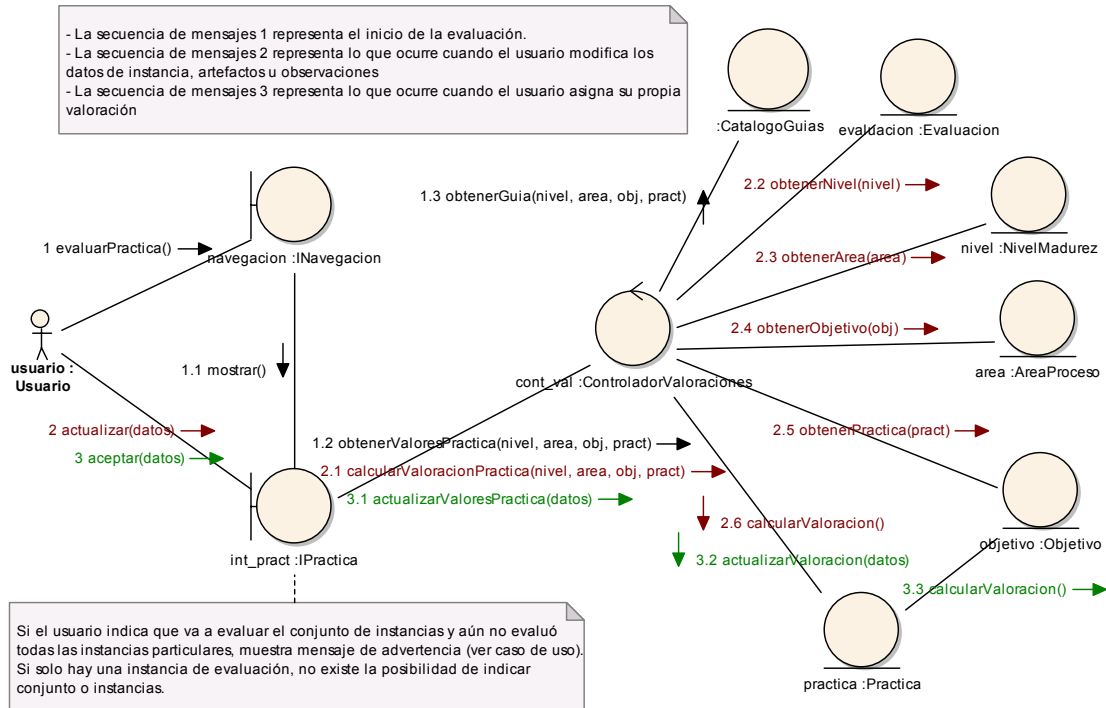 - La secuencia de mensajes 1 representa el inicio de la evaluación.
- La secuencia de mensajes 2 representa lo que ocurre cuando el usuario modifica los
datos de instancia, artefactos u observaciones
- La secuencia de mensajes 3 representa lo que ocurre cuando el usuario asigna su propia
valoración
:CatalogoGuias
evaluacion :Evaluacion
1.3 obtenerGuia(nivel, area, obj, pract)
2.2 obtenerNivel(nivel)
1 evaluarPractica()
navegacion :INavegacion
nivel :NivelMadurez
2.3 obtenerArea(area)
2.4 obtenerObjetivo(obj)
usuario :
Usuario
1.1 mostrar()
cont_val :ControladorValoraciones
area :AreaProceso
2 actualizar(datos)
3 aceptar(datos)
1.2 obtenerValoresPractica(nivel, area, obj, pract)
2.5 obtenerPractica(pract)
2.1 calcularValoracionPractica(nivel, area, obj, pract)
3.1 actualizarValoresPractica(datos)
2.6 calcularValoracion()
objetivo :Objetivo
int_pract :IPractica
3.2 actualizarValoracion(datos)
3.3 calcularValoracion()
Si el usuario indica que va a evaluar el conjunto de instancias y aún no evaluó
todas las instancias particulares, muestra mensaje de advertencia (ver caso de uso).
Si solo hay una instancia de evaluación, no existe la posibilidad de indicar
conjunto o instancias.
practica :Practica